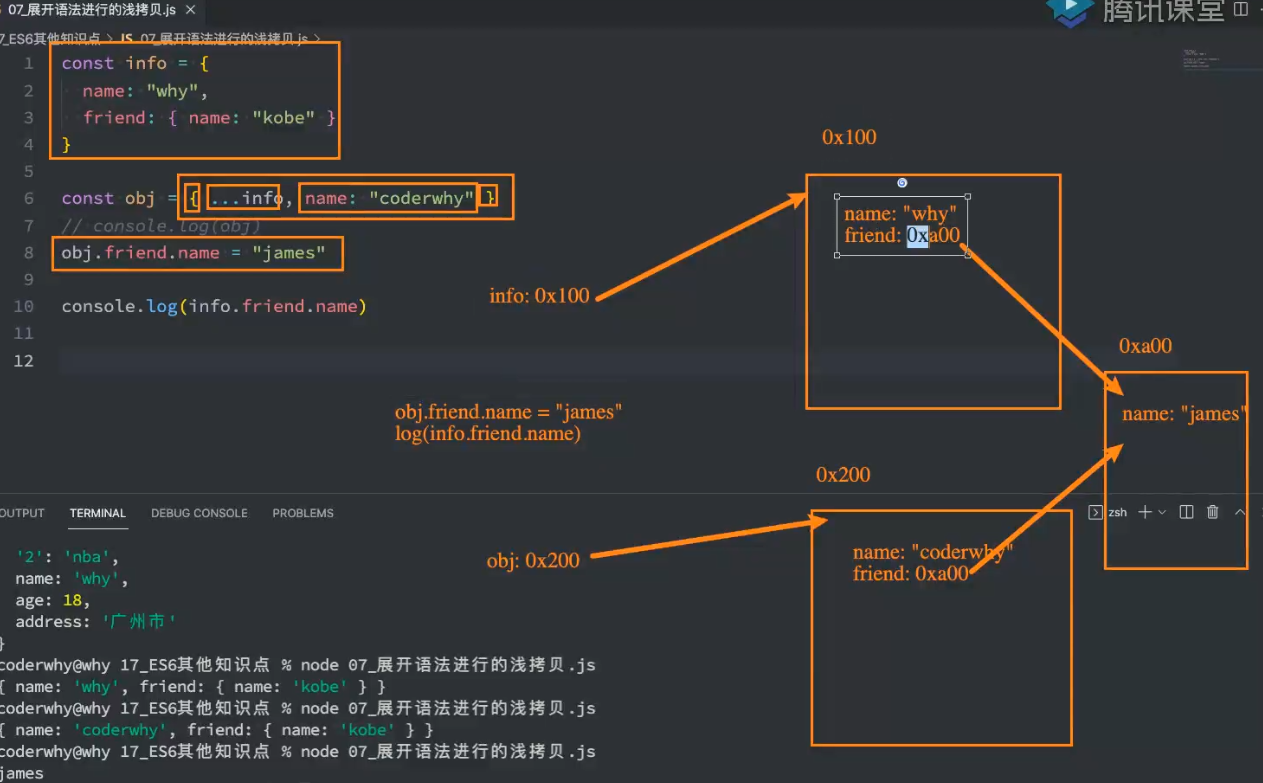 07_展开语法进行的浅拷贝.js ×
腾讯课堂
7_ES6其他知识点 > JS 07_展开语法进行的浅拷贝.js >
1 const info = {
2 name: "why",
3 friend: { name: "kobe" }
4 }
5
6 const obj = { ...info, name: "coderwhy" }
7 // console.log(obj)
8 obj.friend.name = "james"
9
10 console.log(info.friend.name)
11
12
0x100
name: "why"
friend: 0xa00
info: 0x100
0xa00
name: "james"
obj.friend.name = "james"
log(info.friend.name)
0x200
name: "coderwhy"
friend: 0xa00
obj: 0x200
OUTPUT TERMINAL DEBUG CONSOLE PROBLEMS
zsh
'2': 'nba',
name: 'why',
age: 18,
address: '广州市'
}
coderwhy@why 17_ES6其他知识点 % node 07_展开语法进行的浅拷贝.js
{ name: 'why', friend: { name: 'kobe' } }
coderwhy@why 17_ES6其他知识点 % node 07_展开语法进行的浅拷贝.js
{ name: 'coderwhy', friend: { name: 'kobe' } }
coderwhy@why 17_ES6其他知识点 % node 07_展开语法进行的浅拷贝.js
james